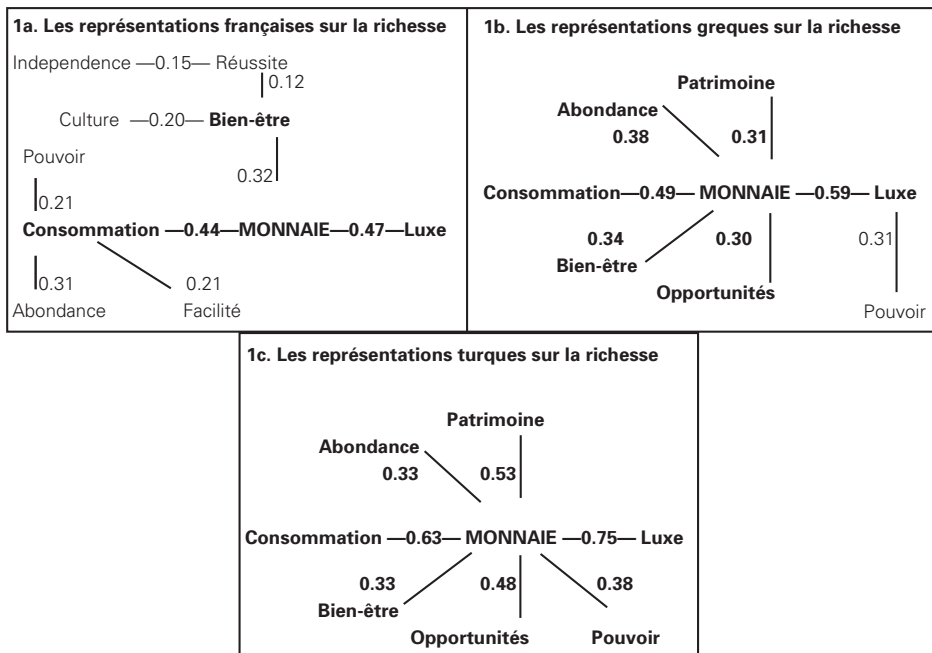 1a. Les représentations françaises sur la richesse
Independence —0.15— Réussite
0.12
Culture —0.20— Bien-être
Pouvoir
0.32
0.21
Consommation —0.44—MONNAIE—0.47—Luxe
0.31
0.21
Abondance
Facilité
1b. Les représentations greques sur la richesse
Patrimoine
Abondance
0.38
0.31
Consommation—0.49— MONNAIE —0.59— Luxe
0.34
0.30
0.31
Bien-être
Opportunités
Pouvoir
1c. Les représentations turques sur la richesse
Patrimoine
Abondance
0.33
0.53
Consommation —0.63— MONNAIE —0.75— Luxe
0.33
0.48
0.38
Bien-être
Opportunités
Pouvoir